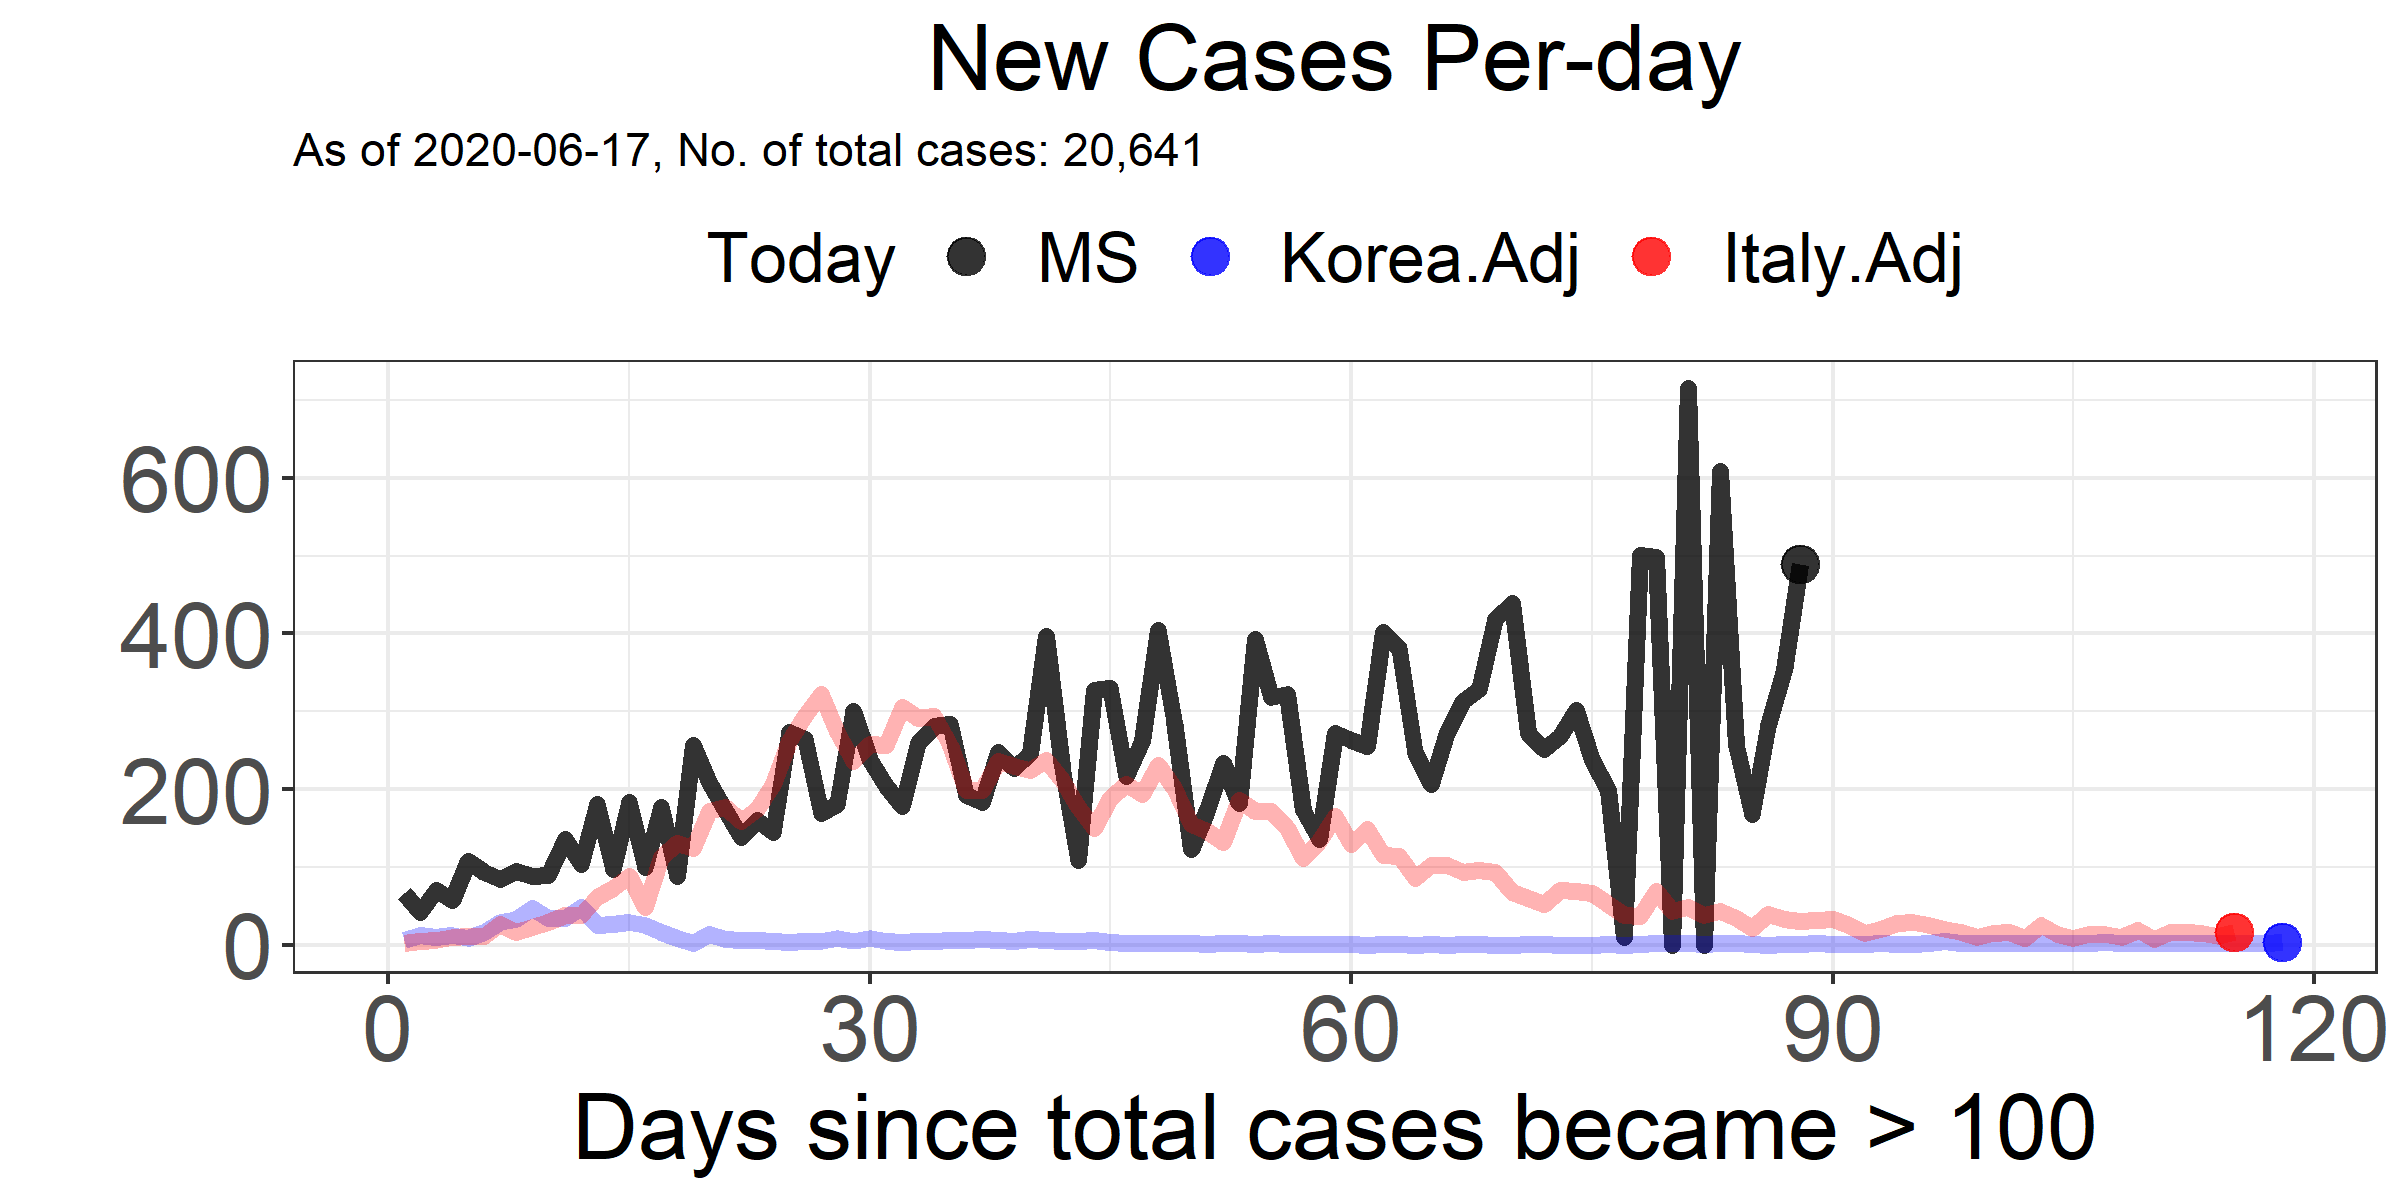 New Cases Per-day
As of 2020-06-17, No. of total cases: 20,641
Today MS Korea.Adj Italy.Adj
600
400
200
0
0 30 60 90 120
Days since total cases became > 100